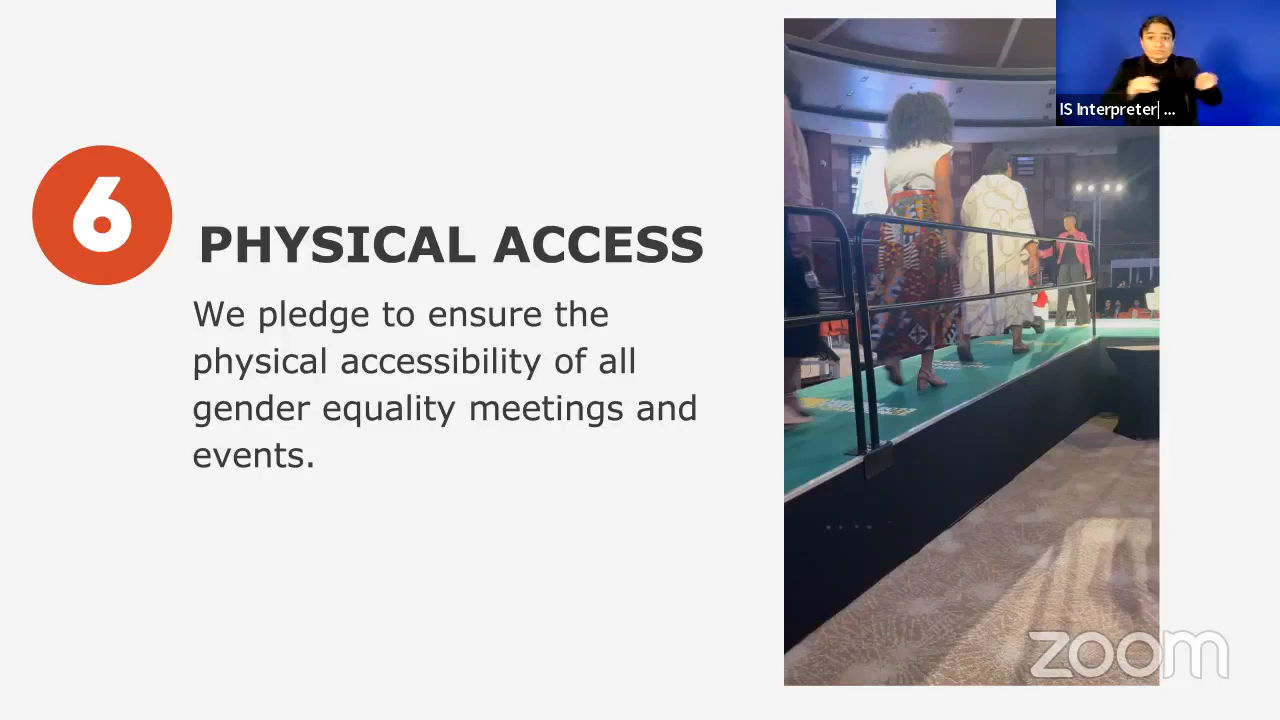 6
PHYSICAL ACCESS
We pledge to ensure the
physical accessibility of all
gender equality meetings and
events.
IS Interpreter| ...
zoom